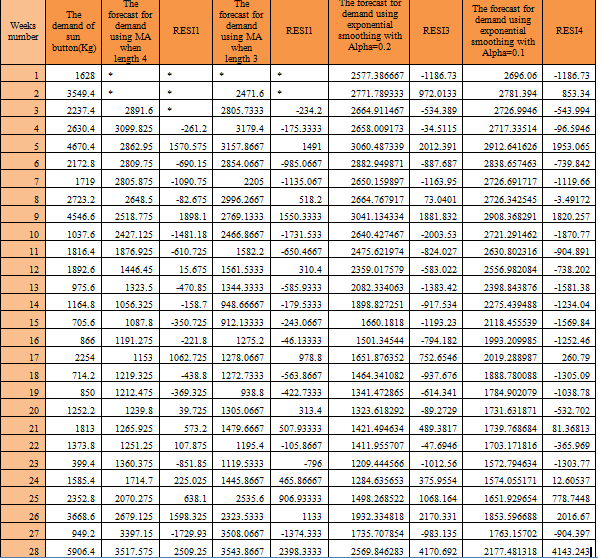 Weeks number The demand of sun button(Kg) The forecast for demand using MA when length 4 RESI1 The forecast for demand using MA when length 3 RESI1 The forecast for demand using exponential smoothing with Alpha=0.2 RESI3 The forecast for demand using exponential smoothing with Alpha=0.1 RESI4
1 1628 * * * * 2577.386667 -1186.73 2696.06 -1186.73
2 3549.4 * * 2471.6 * 2771.789333 972.0133 2781.394 853.34
3 2237.4 2891.6 * 2805.7333 -234.2 2664.911467 -534.389 2726.9946 -543.994
4 2630.4 3099.825 -261.2 3179.4 -175.3333 2658.009173 -34.5115 2717.33514 -96.5946
5 4670.4 2862.95 1570.575 3157.8667 1491 3060.487339 2012.391 2912.641626 1953.065
6 2172.8 2809.75 -690.15 2854.0667 -985.0667 2882.949871 -887.687 2838.657463 -739.842
7 1719 2805.875 -1090.75 2205 -1135.067 2650.159897 -1163.95 2726.691717 -1119.66
8 2723.2 2648.5 -82.675 2996.2667 518.2 2664.767917 73.0401 2726.342545 -3.49172
9 4546.6 2518.775 1898.1 2769.1333 1550.3333 3041.134334 1881.832 2908.368291 1820.257
10 1037.6 2427.125 -1481.18 2466.8667 -1731.533 2640.427467 -2003.53 2721.291462 -1870.77
11 1816.4 1876.925 -610.725 1582.2 -650.4667 2475.621974 -824.027 2630.802316 -904.891
12 1892.6 1446.45 15.675 1561.5333 310.4 2359.017579 -583.022 2556.982084 -738.202
13 975.6 1323.5 -470.85 1344.3333 -585.9333 2082.334063 -1383.42 2398.843876 -1581.38
14 1164.8 1056.325 -158.7 948.66667 -179.5333 1898.827251 -917.534 2275.439488 -1234.04
15 705.6 1087.8 -350.725 912.13333 -243.0667 1660.1818 -1193.23 2118.455539 -1569.84
16 866 1191.275 -221.8 1275.2 -46.13333 1501.34544 -794.182 1993.209985 -1252.46
17 2254 1153 1062.725 1278.0667 978.8 1651.876352 752.6546 2019.288987 260.79
18 714.2 1219.325 -438.8 1272.7333 -563.8667 1464.341082 -937.676 1888.780088 -1305.09
19 850 1212.475 -369.325 938.8 -422.7333 1341.472865 -614.341 1784.902079 -1038.78
20 1252.2 1239.8 39.725 1305.0667 313.4 1323.618292 -89.2729 1731.631871 -532.702
21 1813 1265.925 573.2 1479.6667 507.93333 1421.494634 489.3817 1739.768684 81.36813
22 1373.8 1251.25 107.875 1195.4 -105.8667 1411.955707 -47.6946 1703.171816 -365.969
23 399.4 1360.375 -851.85 1119.5333 -796 1209.444566 -1012.56 1572.794634 -1303.77
24 1585.4 1714.7 225.025 1445.8667 465.86667 1284.635653 375.9554 1574.055171 12.60537
25 2352.8 2070.275 638.1 2535.6 906.93333 1498.268522 1068.164 1651.929654 778.7448
26 3668.6 2679.125 1598.325 2323.5333 1133 1932.334818 2170.331 1853.596688 2016.67
27 949.2 3397.15 -1729.93 3508.0667 -1374.333 1735.707854 -983.135 1763.15702 -904.397
28 5906.4 3517.575 2509.25 3543.8667 2398.3333 2569.846283 4170.692 2177.481318 4143.243